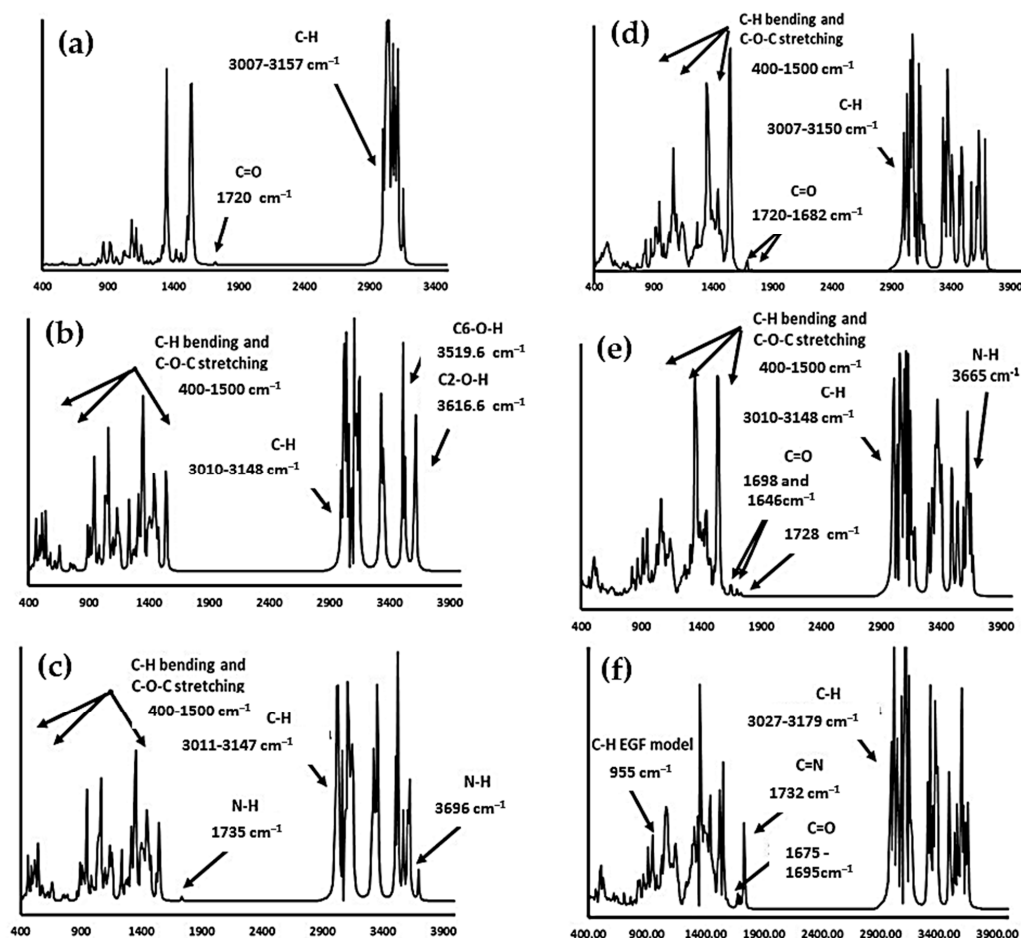 (a)
C-H
3007-3157 cm⁻¹
C=O
1720 cm⁻¹
400 1400 2400 3400
(b)
C-H bending and
C-O-C stretching
400-1500 cm⁻¹
C6-O-H
3519.6 cm⁻¹
C2-O-H
3616.6 cm⁻¹
C-H
3010-3148 cm⁻¹
400 900 1400 1900 2400 2900 3400 3900
(c)
C-H bending and
C-O-C stretching
400-1500 cm⁻¹
C-H
3011-3147 cm⁻¹
N-H
1735 cm⁻¹
N-H
3696 cm⁻¹
400 900 1400 1900 2400 2900 3400 3900
(d)
C-H bending and
C-O-C stretching
400-1500 cm⁻¹
C-H
3007-3150 cm⁻¹
C=O
1720-1682 cm⁻¹
400 900 1400 1900 2400 2900 3400 3900
(e)
C-H bending and
C-O-C stretching
400-1500 cm⁻¹
N-H
3665 cm⁻¹
C-H
3010-3148 cm⁻¹
C=O
1698 and
1646cm⁻¹
1728 cm⁻¹
400 900 1400 1900 2400 2900 3400 3900
(f)
C-H
3027-3179 cm⁻¹
C-H EGF model
955 cm⁻¹
C=N
1732 cm⁻¹
C=O
1675 -
1695cm⁻¹
400.00 900.00 1400.00 1900.00 2400.00 2900.00 3400.00 3900.00